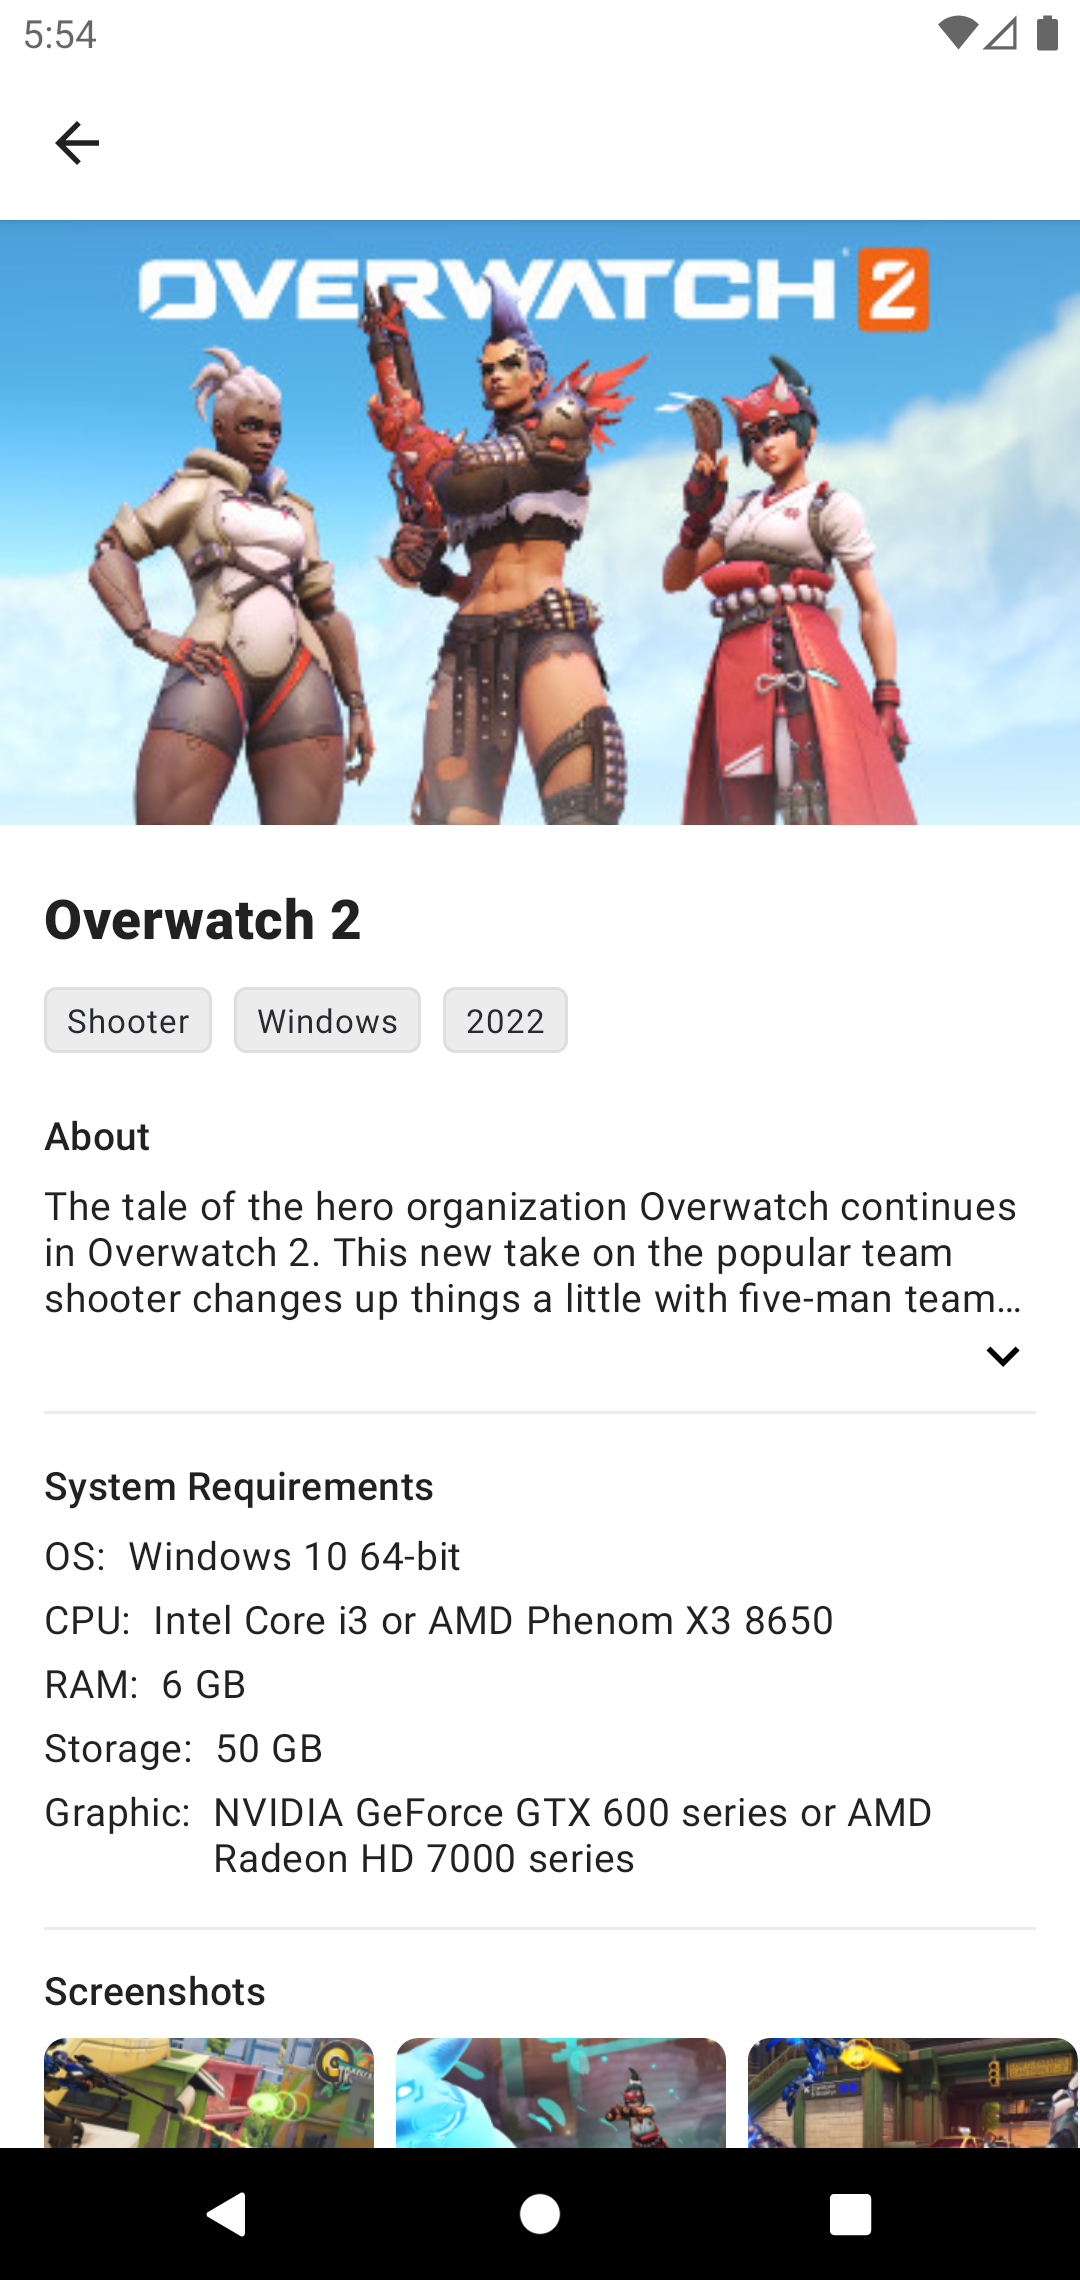 5:54
OVERWATCH 2
Overwatch 2
Shooter
Windows
2022
About
The tale of the hero organization Overwatch continues
in Overwatch 2. This new take on the popular team
shooter changes up things a little with five-man team…
System Requirements
OS: Windows 10 64-bit
CPU: Intel Core i3 or AMD Phenom X3 8650
RAM: 6 GB
Storage: 50 GB
Graphic: NVIDIA GeForce GTX 600 series or AMD
Radeon HD 7000 series
Screenshots